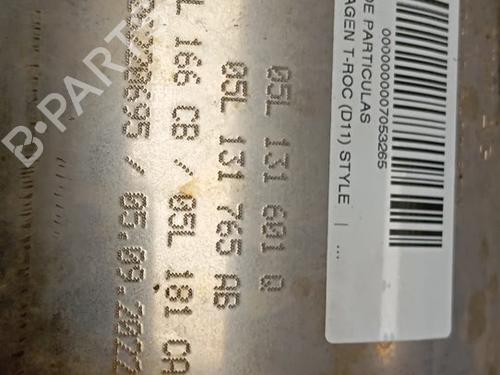 DE PARTICULAS
0000000007053265
AGEN T-ROC (D11) STYLE | ....
05L 131 601 Q
05L 131 765 AB
L 166 CB / 05L 181 CA
/ 05.09.2022
B-PARTS